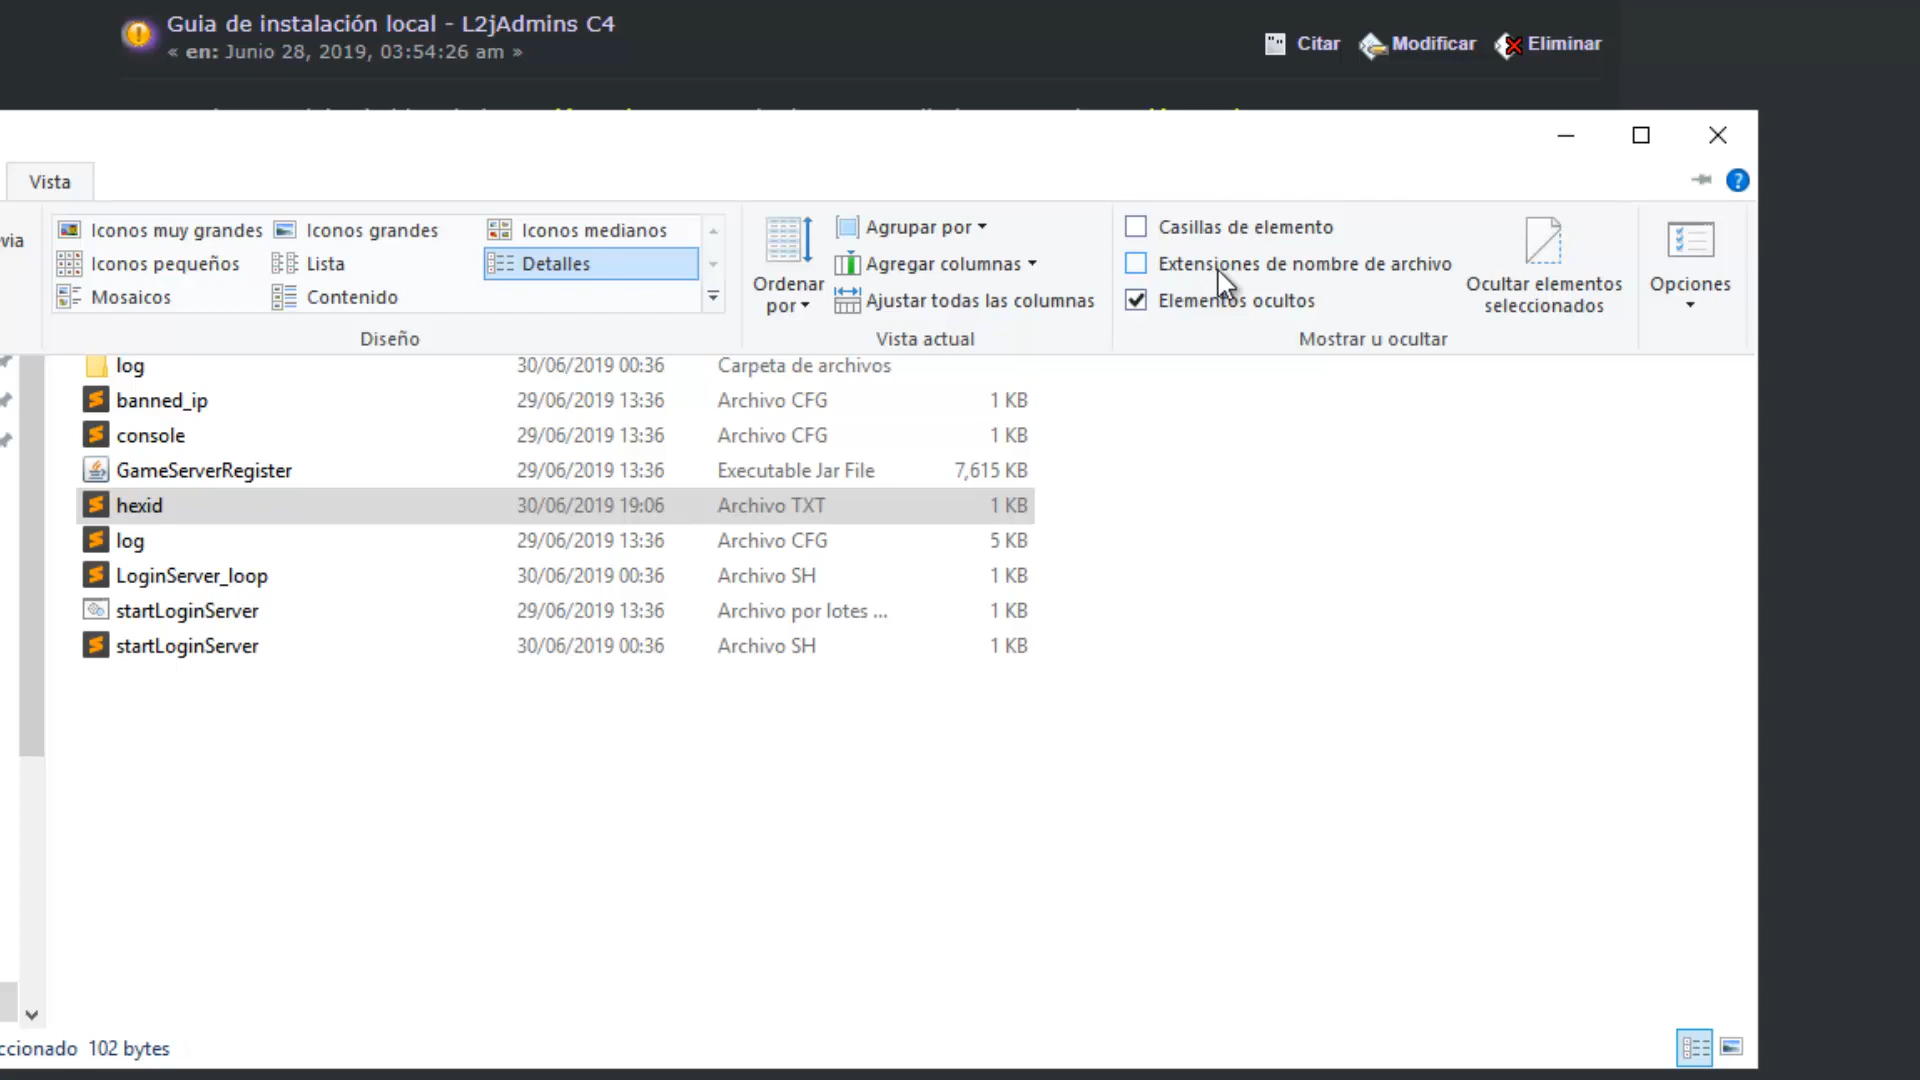 Guia de instalación local - L2jAdmins C4
« en: Junio 28, 2019, 03:54:26 am »
Citar Modificar Eliminar
Vista
via
Iconos muy grandes Iconos grandes Iconos medianos
Iconos pequeños Lista Detalles
Mosaicos Contenido
Diseño
Ordenar
por
Agrupar por
Agregar columnas
Ajustar todas las columnas
Vista actual
Casillas de elemento
Extensiones de nombre de archivo
Elementos ocultos
Ocultar elementos
seleccionados
Mostrar u ocultar
Opciones
log 30/06/2019 00:36 Carpeta de archivos
banned_ip 29/06/2019 13:36 Archivo CFG 1 KB
console 29/06/2019 13:36 Archivo CFG 1 KB
GameServerRegister 29/06/2019 13:36 Executable Jar File 7,615 KB
hexid 30/06/2019 19:06 Archivo TXT 1 KB
log 29/06/2019 13:36 Archivo CFG 5 KB
LoginServer_loop 30/06/2019 00:36 Archivo SH 1 KB
startLoginServer 29/06/2019 13:36 Archivo por lotes ... 1 KB
startLoginServer 30/06/2019 00:36 Archivo SH 1 KB
ccionado 102 bytes